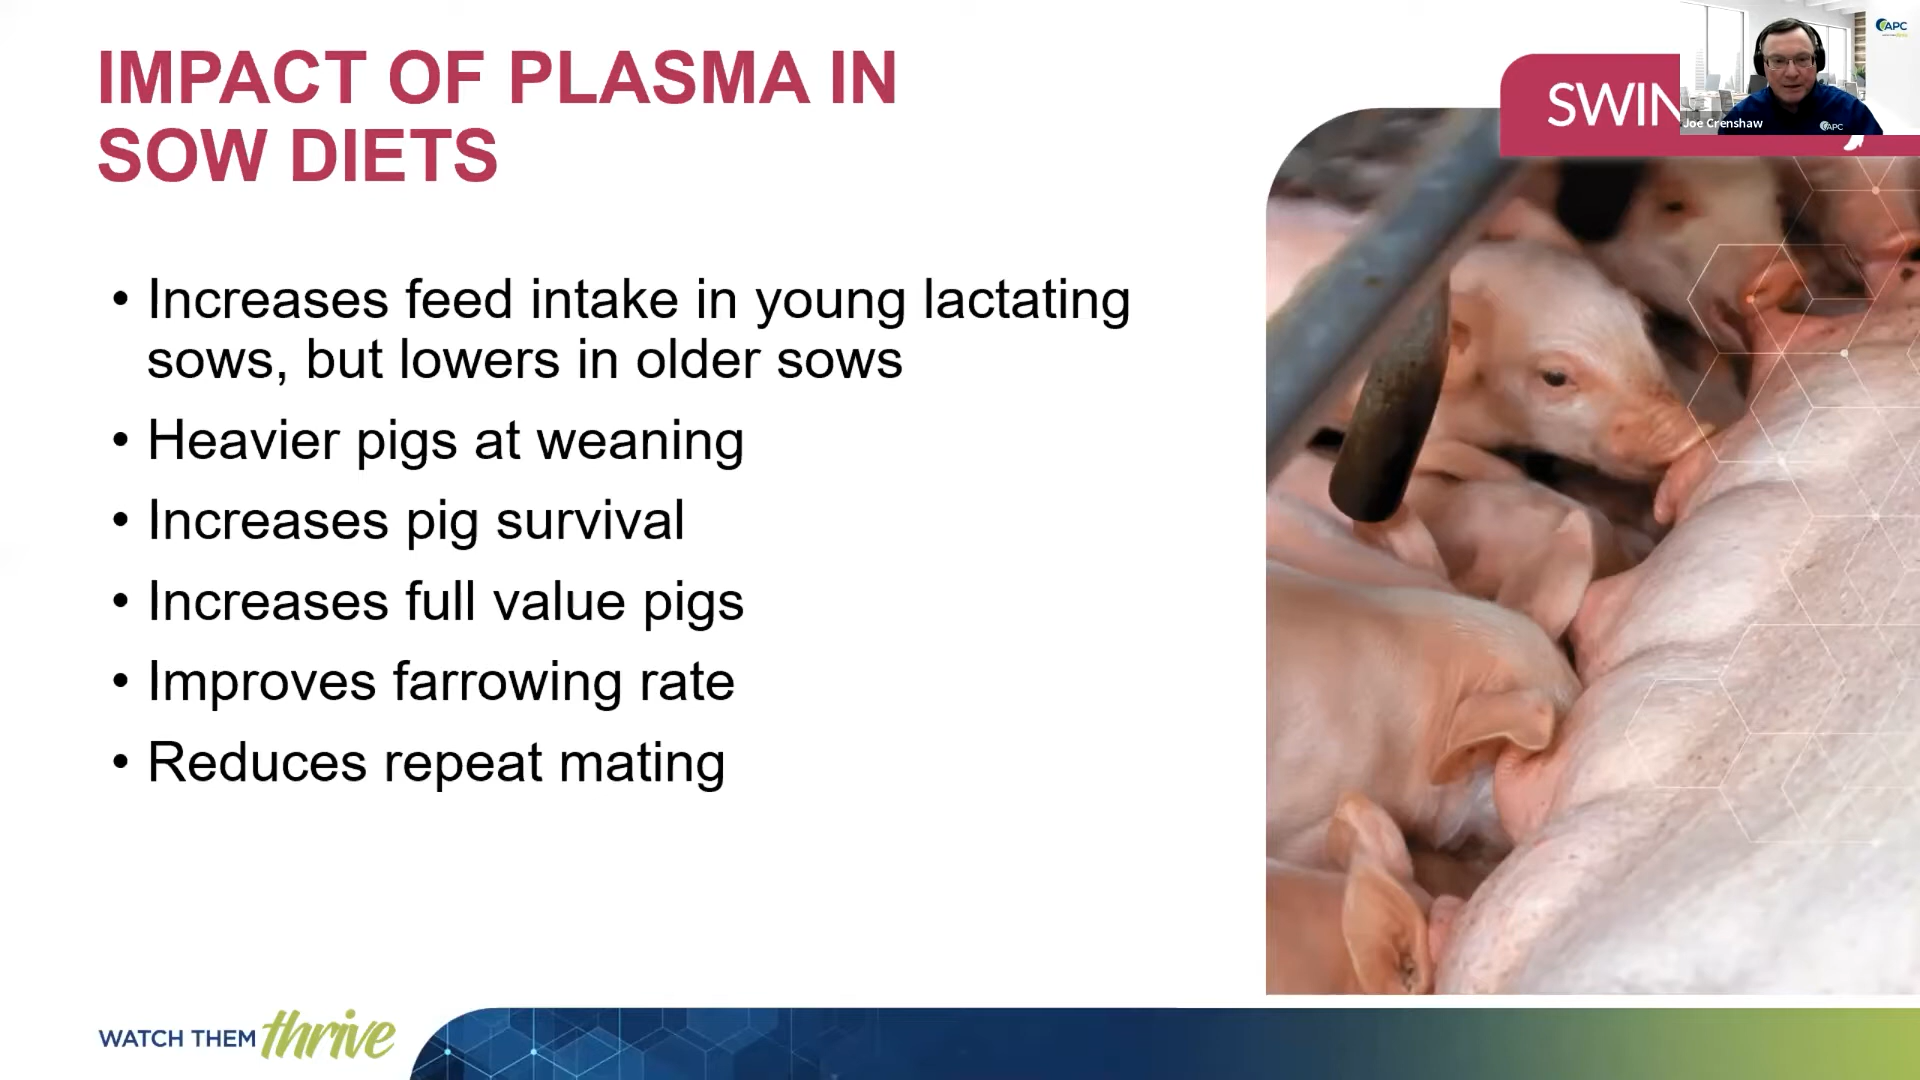 IMPACT OF PLASMA IN
SOW DIETS
SWIN
APC
Joe Crenshaw
APC
• Increases feed intake in young lactating
sows, but lowers in older sows
• Heavier pigs at weaning
• Increases pig survival
• Increases full value pigs
• Improves farrowing rate
• Reduces repeat mating
WATCH THEM thrive